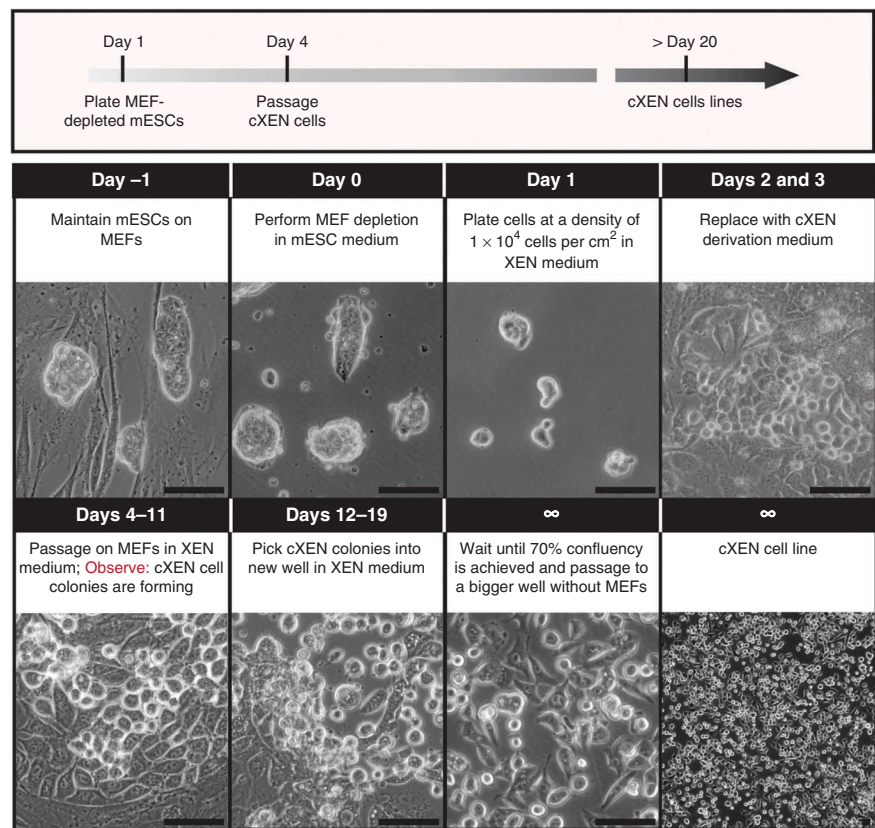 Day 1
Day 4
> Day 20
Plate MEF-
depleted mESCs
Passage
cXEN cells
cXEN cells lines
Day –1
Day 0
Day 1
Days 2 and 3
Maintain mESCs on
MEFs
Perform MEF depletion
in mESC medium
Plate cells at a density of
1 × 10⁴ cells per cm² in
XEN medium
Replace with cXEN
derivation medium
Days 4–11
Days 12–19
∞
∞
Passage on MEFs in XEN
medium; Observe: cXEN cell
colonies are forming
Pick cXEN colonies into
new well in XEN medium
Wait until 70% confluency
is achieved and passage to
a bigger well without MEFs
cXEN cell line